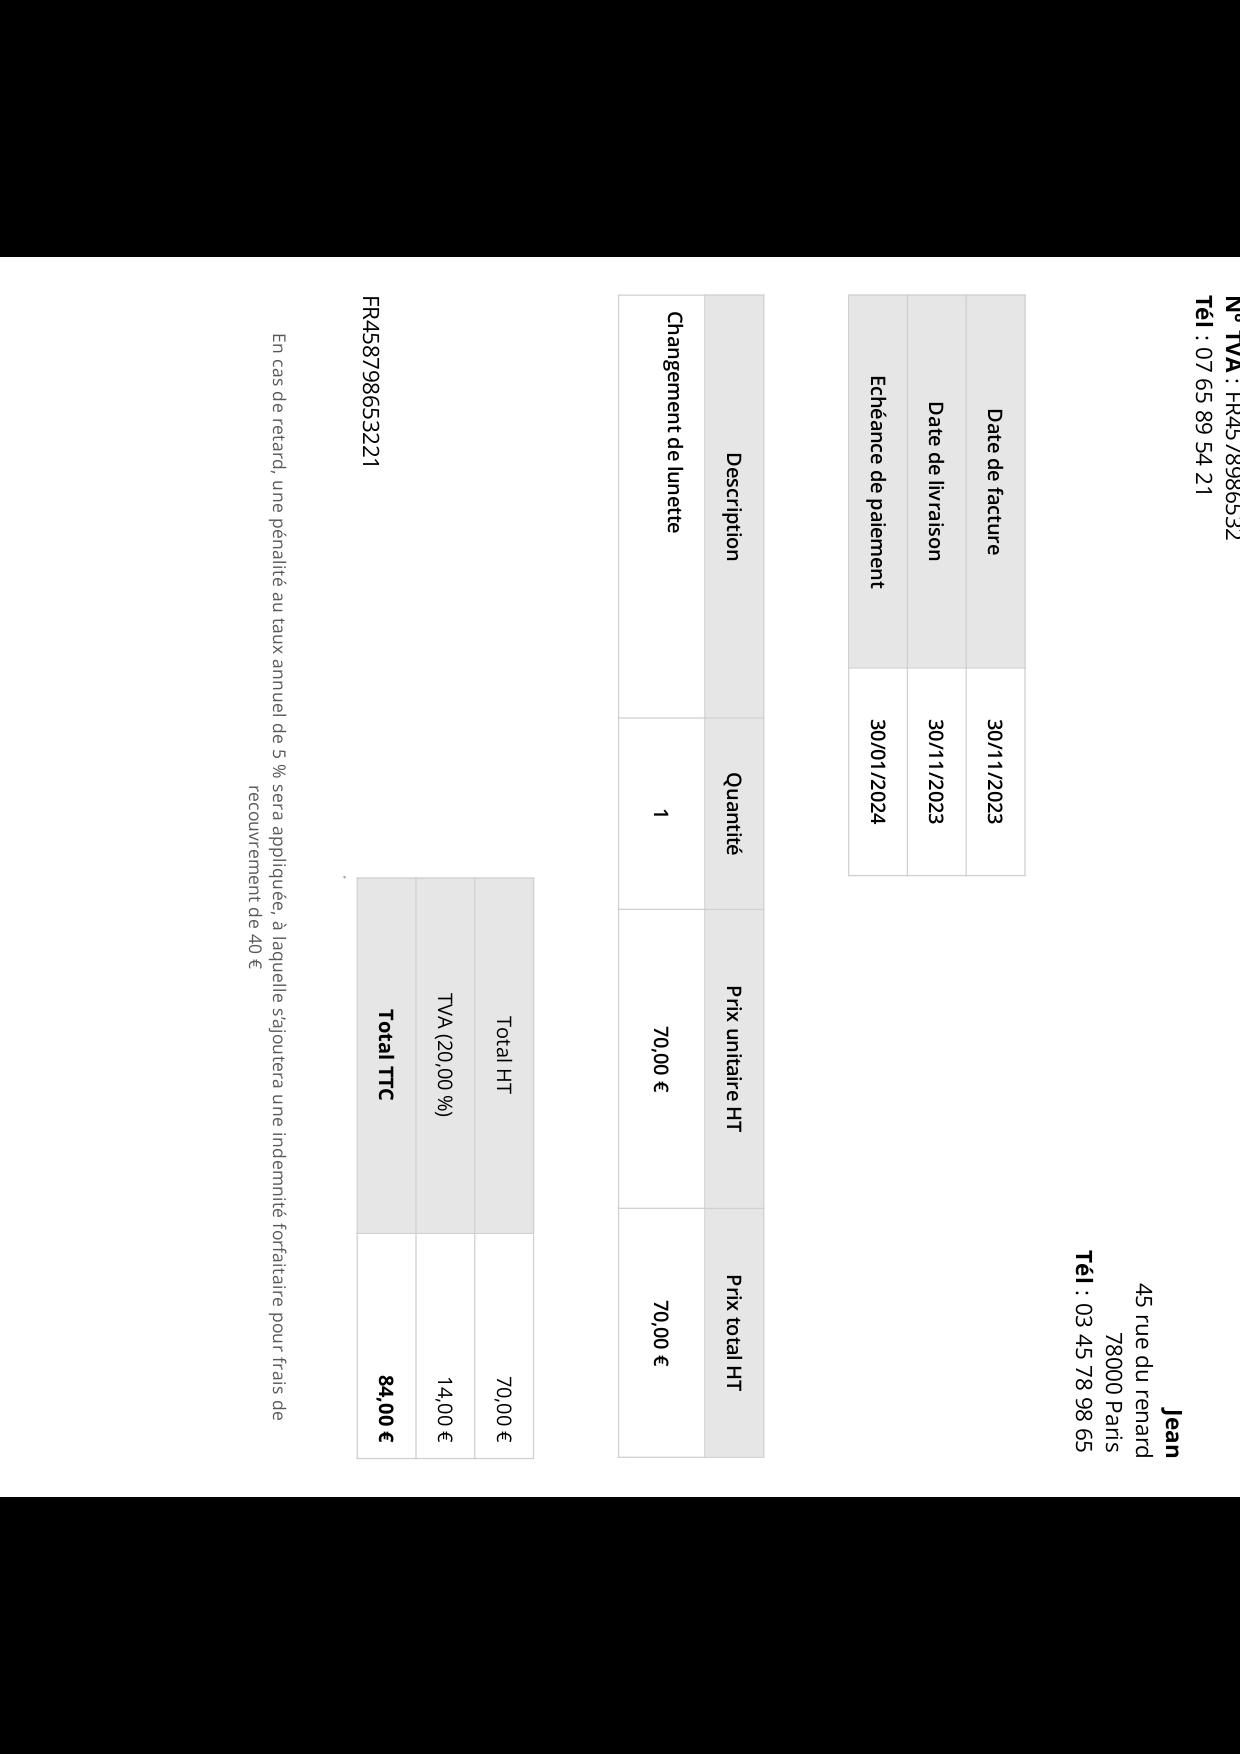 N° TVA : FR4578986532
Tél : 07 65 89 54 21
Jean
45 rue du renard
78000 Paris
Tél : 03 45 78 98 65
Date de facture 30/11/2023
Date de livraison 30/11/2023
Echéance de paiement 30/01/2024
Description Quantité Prix unitaire HT Prix total HT
Changement de lunette 1 70,00 € 70,00 €
Total HT 70,00 €
TVA (20,00 %) 14,00 €
Total TTC 84,00 €
FR458798653221
En cas de retard, une pénalité au taux annuel de 5 % sera appliquée, à laquelle s'ajoutera une indemnité forfaitaire pour frais de
recouvrement de 40 €